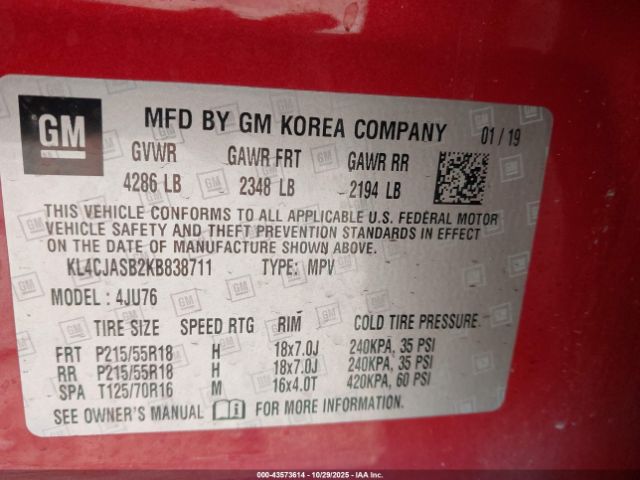 GM
MFD BY GM KOREA COMPANY 01 / 19
GVWR GAWR FRT GAWR RR
4286 LB 2348 LB 2194 LB
THIS VEHICLE CONFORMS TO ALL APPLICABLE U.S. FEDERAL MOTOR
VEHICLE SAFETY AND THEFT PREVENTION STANDARDS IN EFFECT
ON THE DATE OF MANUFACTURE SHOWN ABOVE.
KL4CJASB2KB838711 TYPE: MPV
MODEL : 4JU76
TIRE SIZE SPEED RTG RIM COLD TIRE PRESSURE
FRT P215/55R18 H 18x7.0J 240KPA, 35 PSI
RR P215/55R18 H 18x7.0J 240KPA, 35 PSI
SPA T125/70R16 M 16x4.0T 420KPA, 60 PSI
SEE OWNER'S MANUAL FOR MORE INFORMATION.
000-43573614 - 10/29/2025 - IAA Inc.